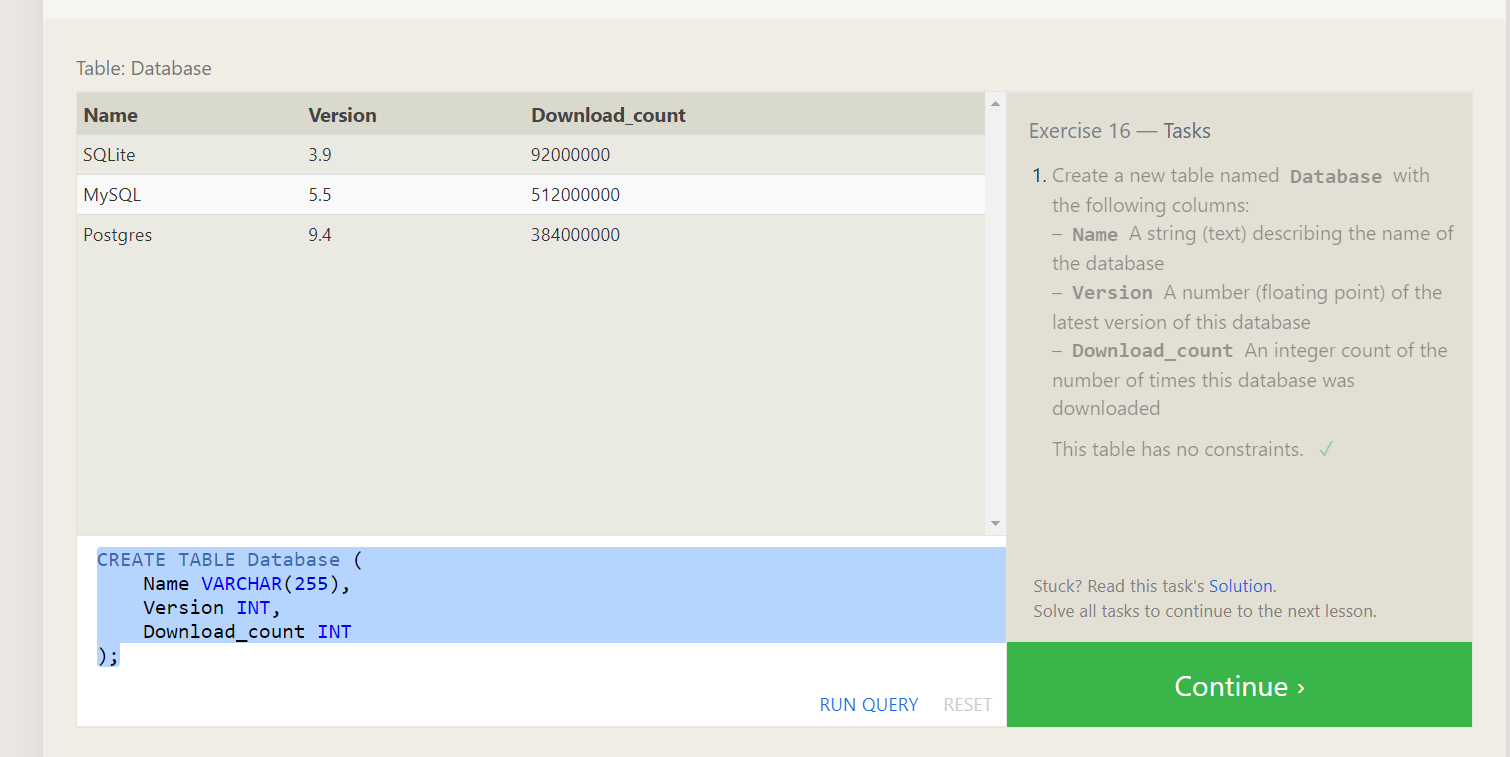 Table: Database
Name Version Download_count
SQLite 3.9 92000000
MySQL 5.5 512000000
Postgres 9.4 384000000
CREATE TABLE Database (
    Name VARCHAR(255),
    Version INT,
    Download_count INT
);
RUN QUERY RESET
Exercise 16 — Tasks
1. Create a new table named Database with
the following columns:
– Name A string (text) describing the name of
the database
– Version A number (floating point) of the
latest version of this database
– Download_count An integer count of the
number of times this database was
downloaded
This table has no constraints. ✓
Stuck? Read this task's Solution.
Solve all tasks to continue to the next lesson.
Continue ›